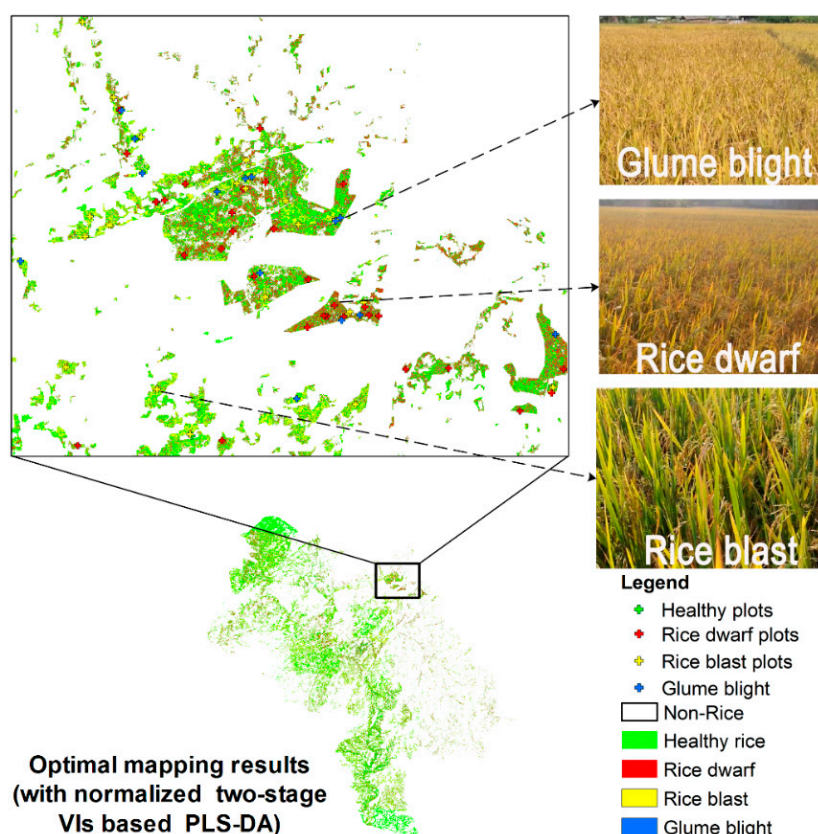 Glume blight
Rice dwarf
Rice blast
Legend
Healthy plots
Rice dwarf plots
Rice blast plots
Glume blight
Non-Rice
Healthy rice
Rice dwarf
Rice blast
Glume blight
Optimal mapping results
(with normalized two-stage
VIs based PLS-DA)